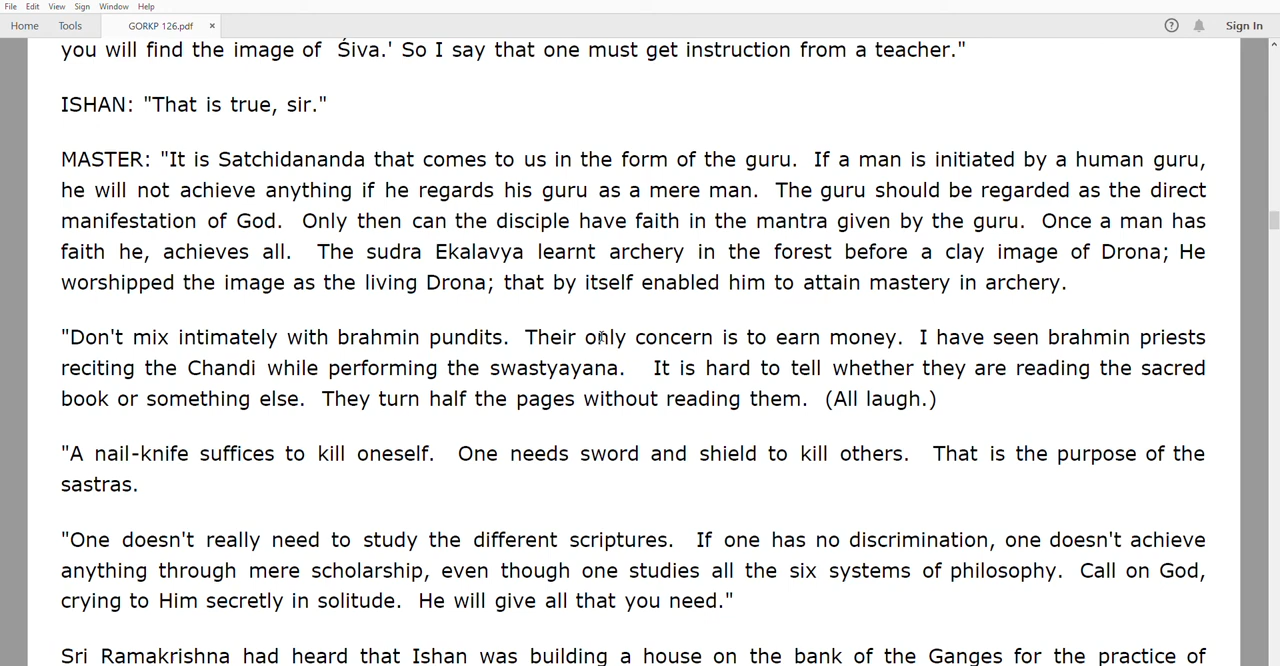 File Edit View Sign Window Help
Home Tools GORKP 126.pdf × Sign In
you will find the image of Śiva.' So I say that one must get instruction from a teacher."
ISHAN: "That is true, sir."
MASTER: "It is Satchidananda that comes to us in the form of the guru. If a man is initiated by a human guru,
he will not achieve anything if he regards his guru as a mere man. The guru should be regarded as the direct
manifestation of God. Only then can the disciple have faith in the mantra given by the guru. Once a man has
faith he, achieves all. The sudra Ekalavya learnt archery in the forest before a clay image of Drona; He
worshipped the image as the living Drona; that by itself enabled him to attain mastery in archery.
"Don't mix intimately with brahmin pundits. Their only concern is to earn money. I have seen brahmin priests
reciting the Chandi while performing the swastyayana. It is hard to tell whether they are reading the sacred
book or something else. They turn half the pages without reading them. (All laugh.)
"A nail-knife suffices to kill oneself. One needs sword and shield to kill others. That is the purpose of the
sastras.
"One doesn't really need to study the different scriptures. If one has no discrimination, one doesn't achieve
anything through mere scholarship, even though one studies all the six systems of philosophy. Call on God,
crying to Him secretly in solitude. He will give all that you need."
Sri Ramakrishna had heard that Ishan was building a house on the bank of the Ganges for the practice of